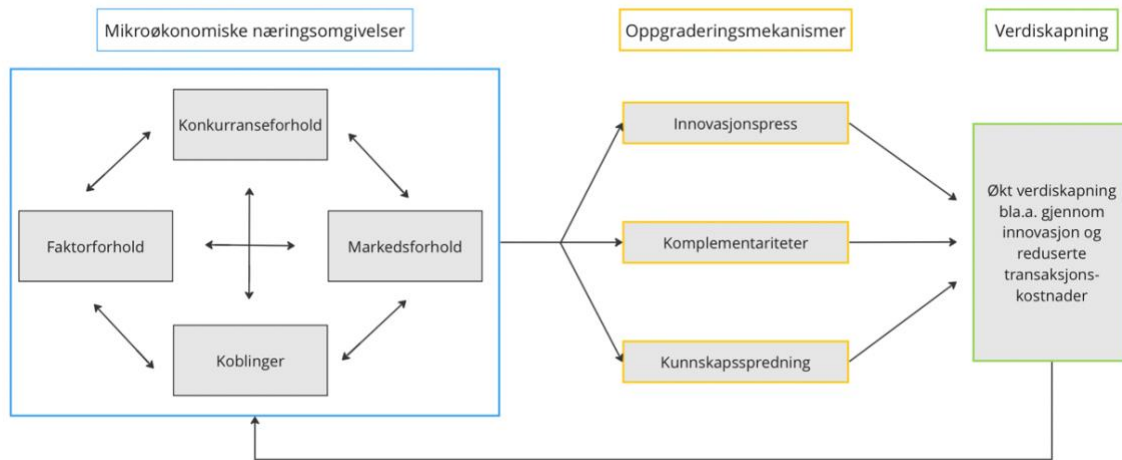 Mikroøkonomiske næringsomgivelser
Oppgraderingsmekanismer
Verdiskapning
Konkurranseforhold
Faktorforhold
Markedsforhold
Koblinger
Innovasjonspress
Komplementariteter
Kunnskapsspredning
Økt verdiskapning
bla.a. gjennom
innovasjon og
reduserte
transaksjons-
kostnader